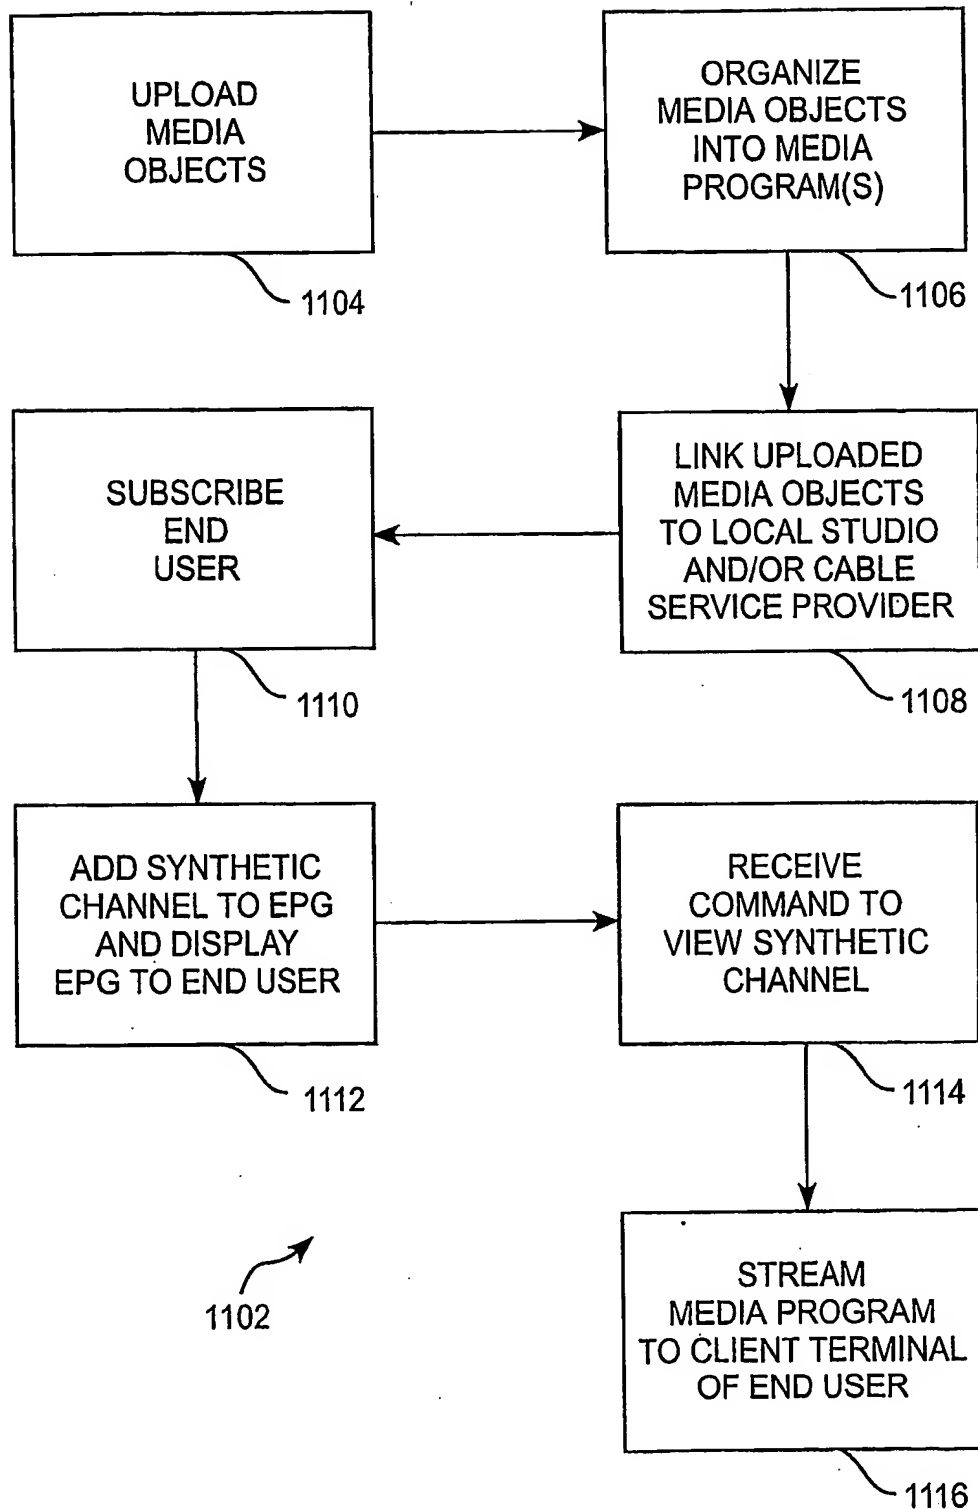 UPLOAD
MEDIA
OBJECTS
1104
ORGANIZE
MEDIA OBJECTS
INTO MEDIA
PROGRAM(S)
1106
LINK UPLOADED
MEDIA OBJECTS
TO LOCAL STUDIO
AND/OR CABLE
SERVICE PROVIDER
1108
SUBSCRIBE
END
USER
1110
ADD SYNTHETIC
CHANNEL TO EPG
AND DISPLAY
EPG TO END USER
1112
RECEIVE
COMMAND TO
VIEW SYNTHETIC
CHANNEL
1114
STREAM
MEDIA PROGRAM
TO CLIENT TERMINAL
OF END USER
1116
1102